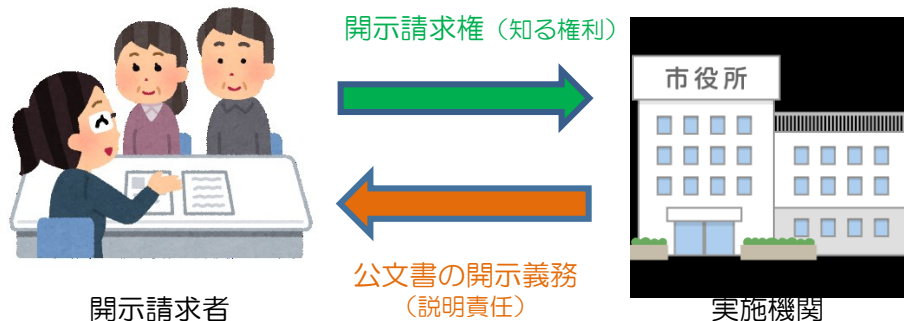 開示請求権（知る権利）
市役所
公文書の開示義務
（説明責任）
開示請求者
実施機関